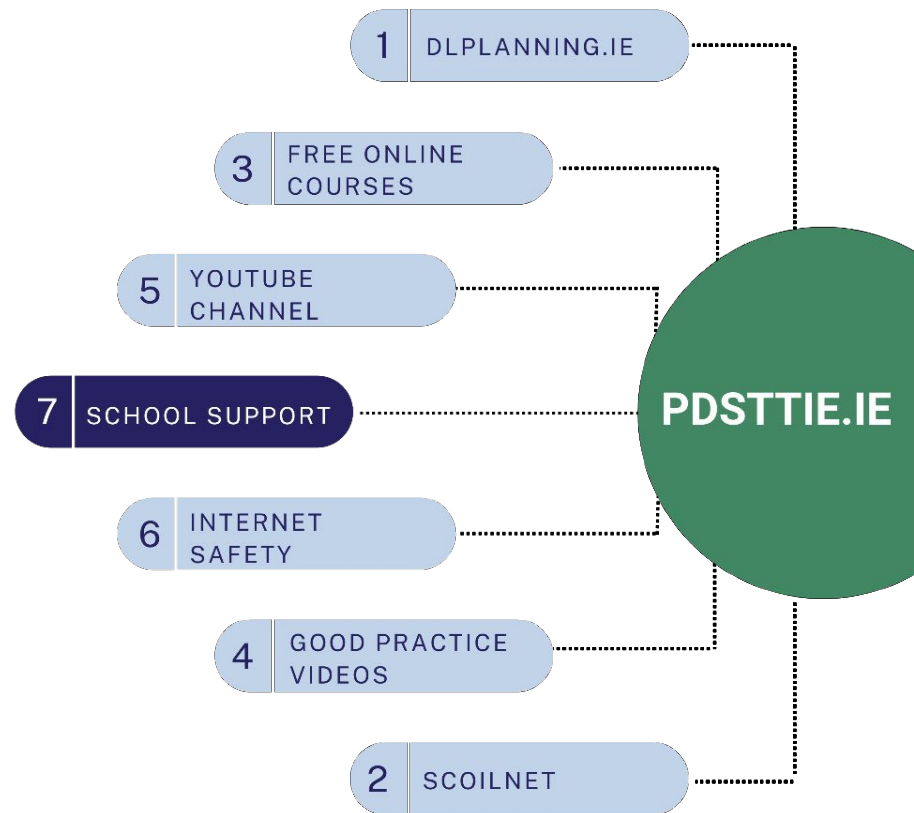 1 DLPLANNING.IE
3 FREE ONLINE
COURSES
5 YOUTUBE
CHANNEL
7 SCHOOL SUPPORT
PDSTTIE.IE
6 INTERNET
SAFETY
4 GOOD PRACTICE
VIDEOS
2 SCOILNET